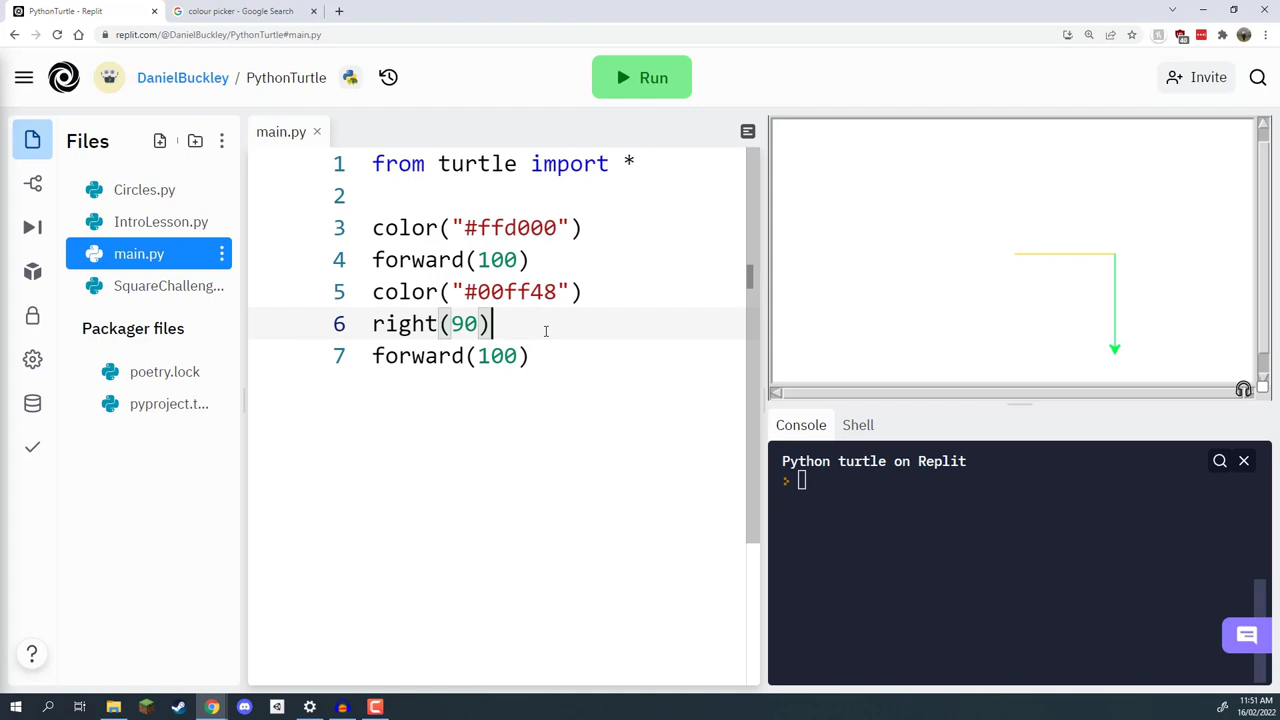 PythonTurtle - Replit
colour picker - Google Search
replit.com/@DanielBuckley/PythonTurtle#main.py
40
DanielBuckley / PythonTurtle
Run
Invite
Files
Circles.py
IntroLesson.py
main.py
SquareChalleng...
Packager files
poetry.lock
pyproject.t...
main.py
1 from turtle import *
2
3 color("#ffd000")
4 forward(100)
5 color("#00ff48")
6 right(90)
7 forward(100)
Console
Shell
Python turtle on Replit
11:51 AM
16/02/2022